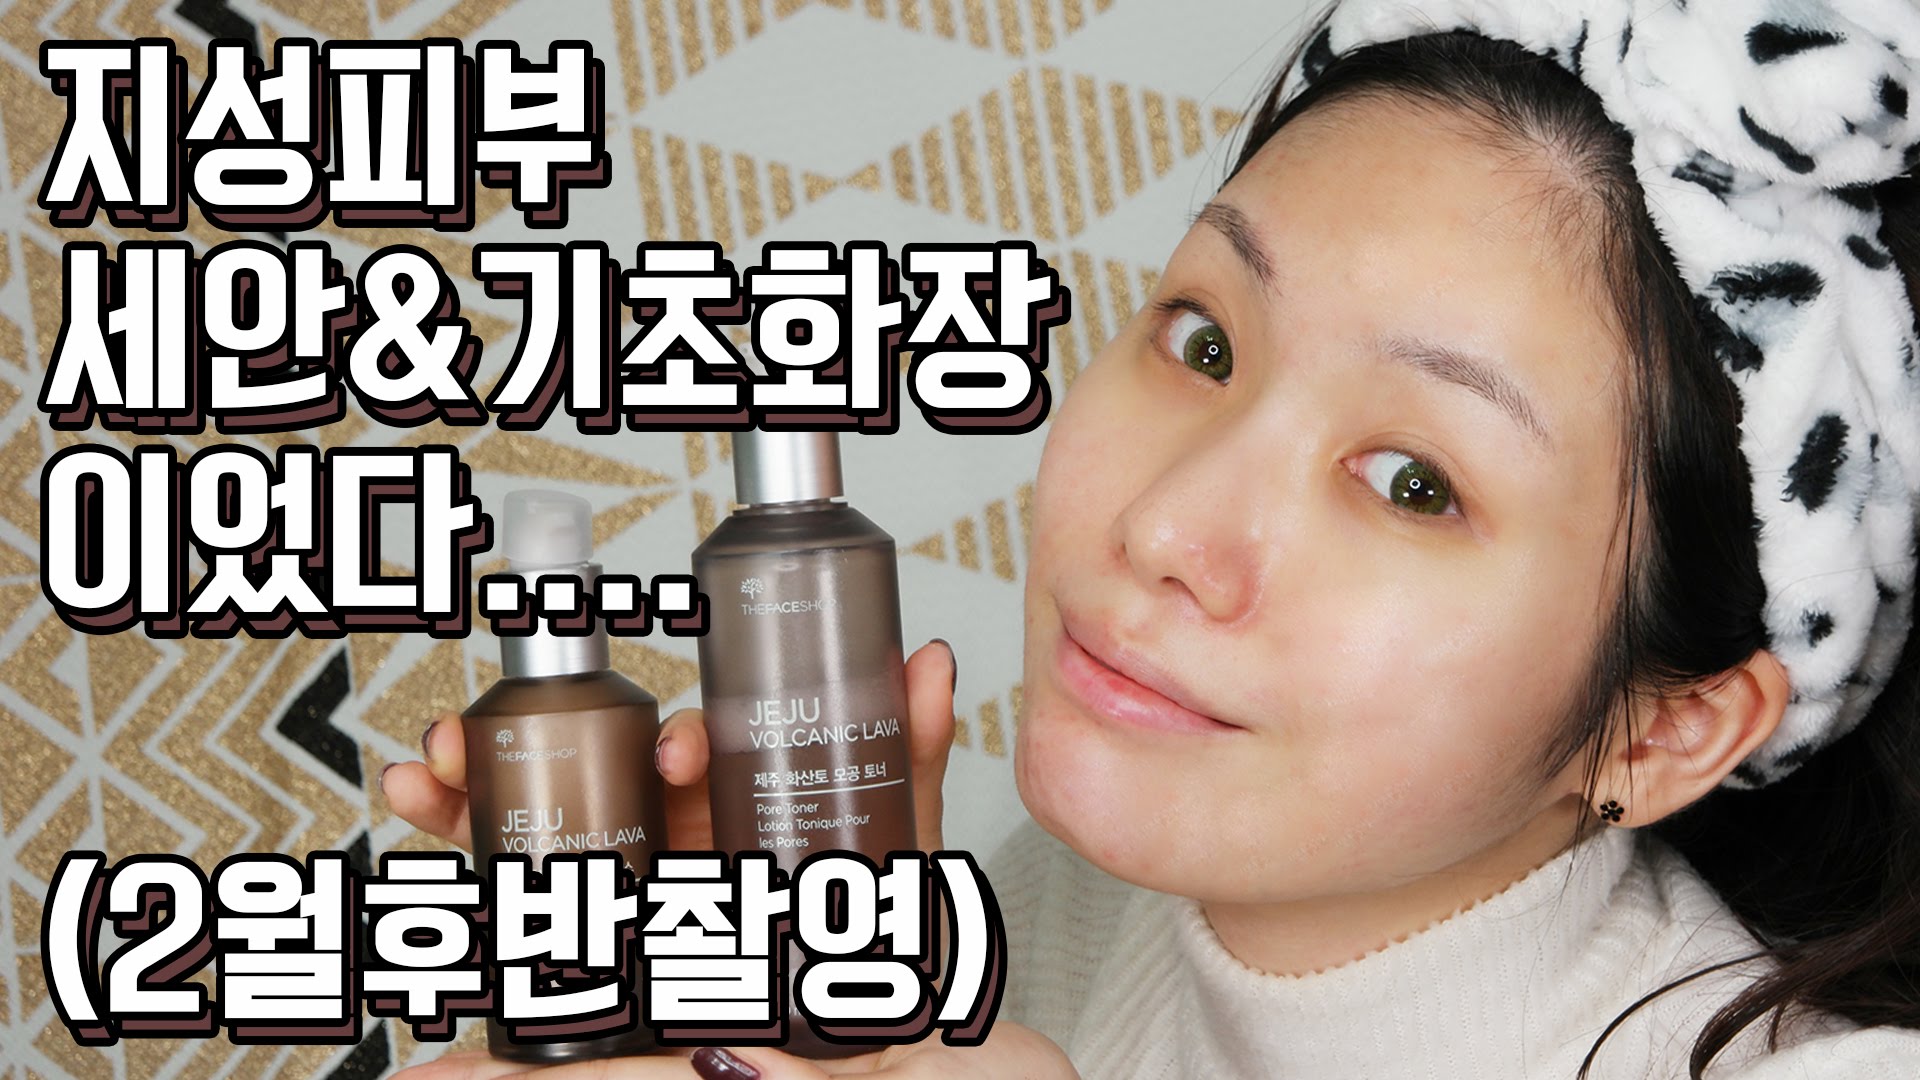 지성피부
세안&기초화장
이었다....
THEFACESHOP
JEJU
VOLCANIC LAVA
제주 화산토 모공 토너
Pore Toner
Lotion Tonique Pour
les Pores
THEFACESHOP
JEJU
VOLCANIC LAVA
(2월후반촬영)